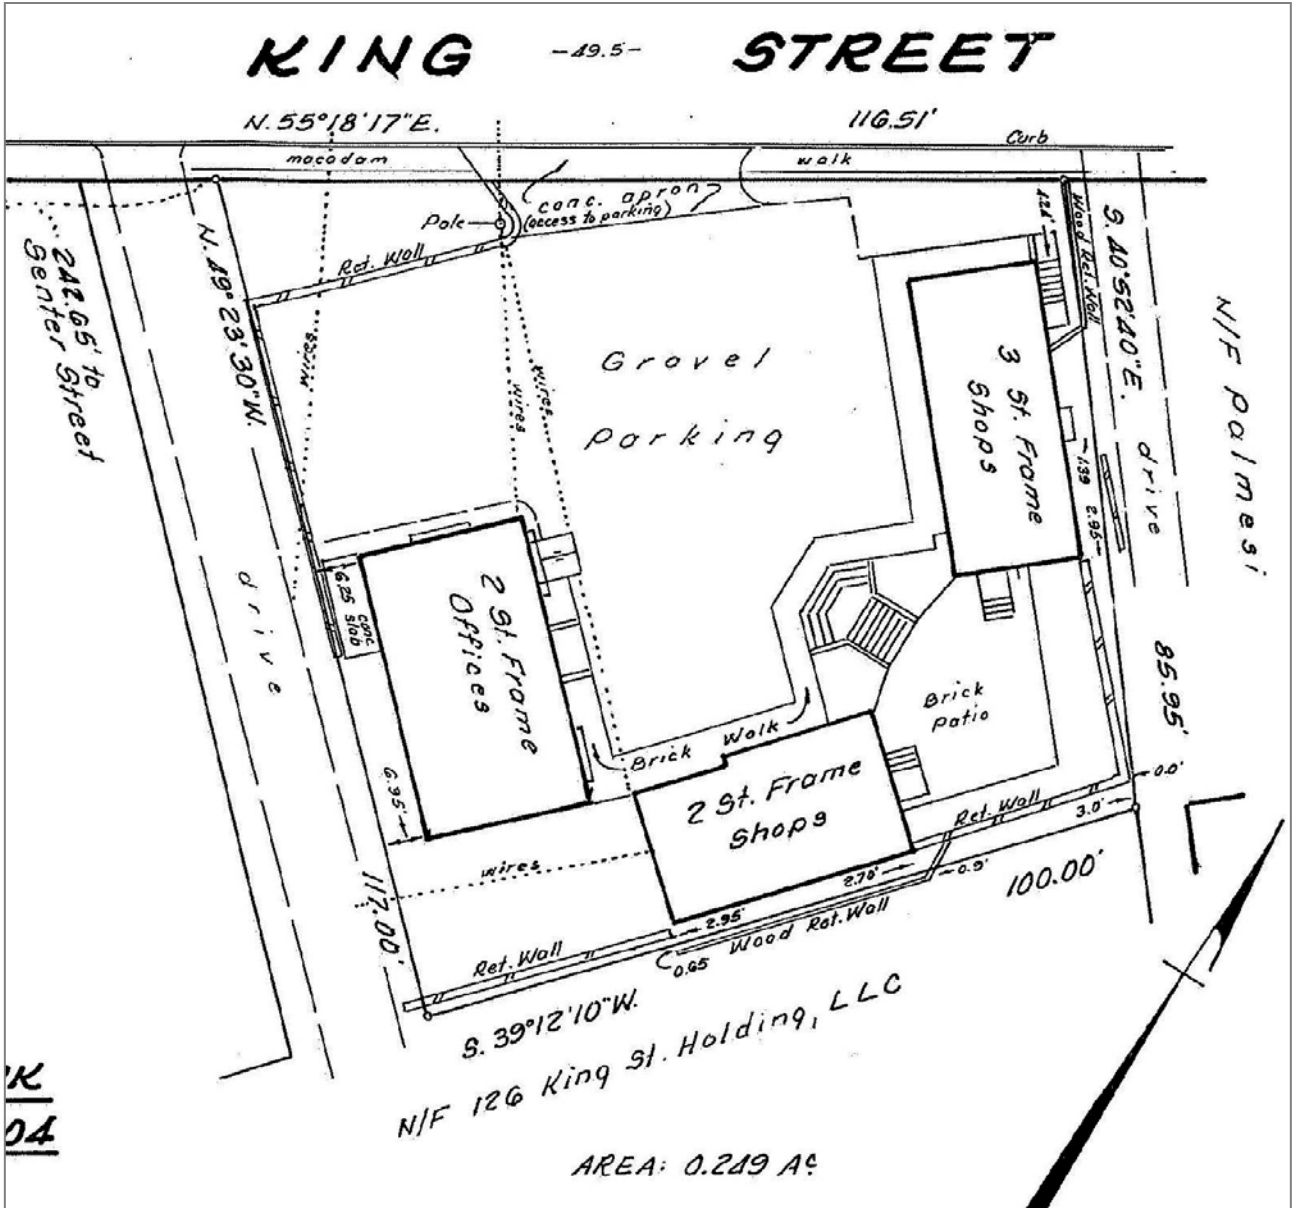 KING -49.5- STREET
N. 55°18'17"E. 116.51'
Curb
macadam walk
conc. apron
(access to parking)
Pole
Ret. Wall
4.24'
Wood Ret. Wall
S. 40°52'40"E.
N/F Palmesi
242.65' to
Senter Street
N. 49°23'30"W.
wires
wires
wires
Gravel
Parking
3 St. Frame
Shops
1.39
2.95
drive
drive
6.25
conc.
slab
2 St. Frame
Offices
85.95'
Brick
Patio
Brick Walk
2 St. Frame
Shops
0.0'
3.0'
Ret. Wall
6.95'
wires
2.70'
0.9'
100.00'
117.00'
2.95'
Wood Ret. Wall
0.65
Ret. Wall
S. 39°12'10"W.
N/F 126 King St. Holding, LLC
K
04
AREA: 0.249 Ac